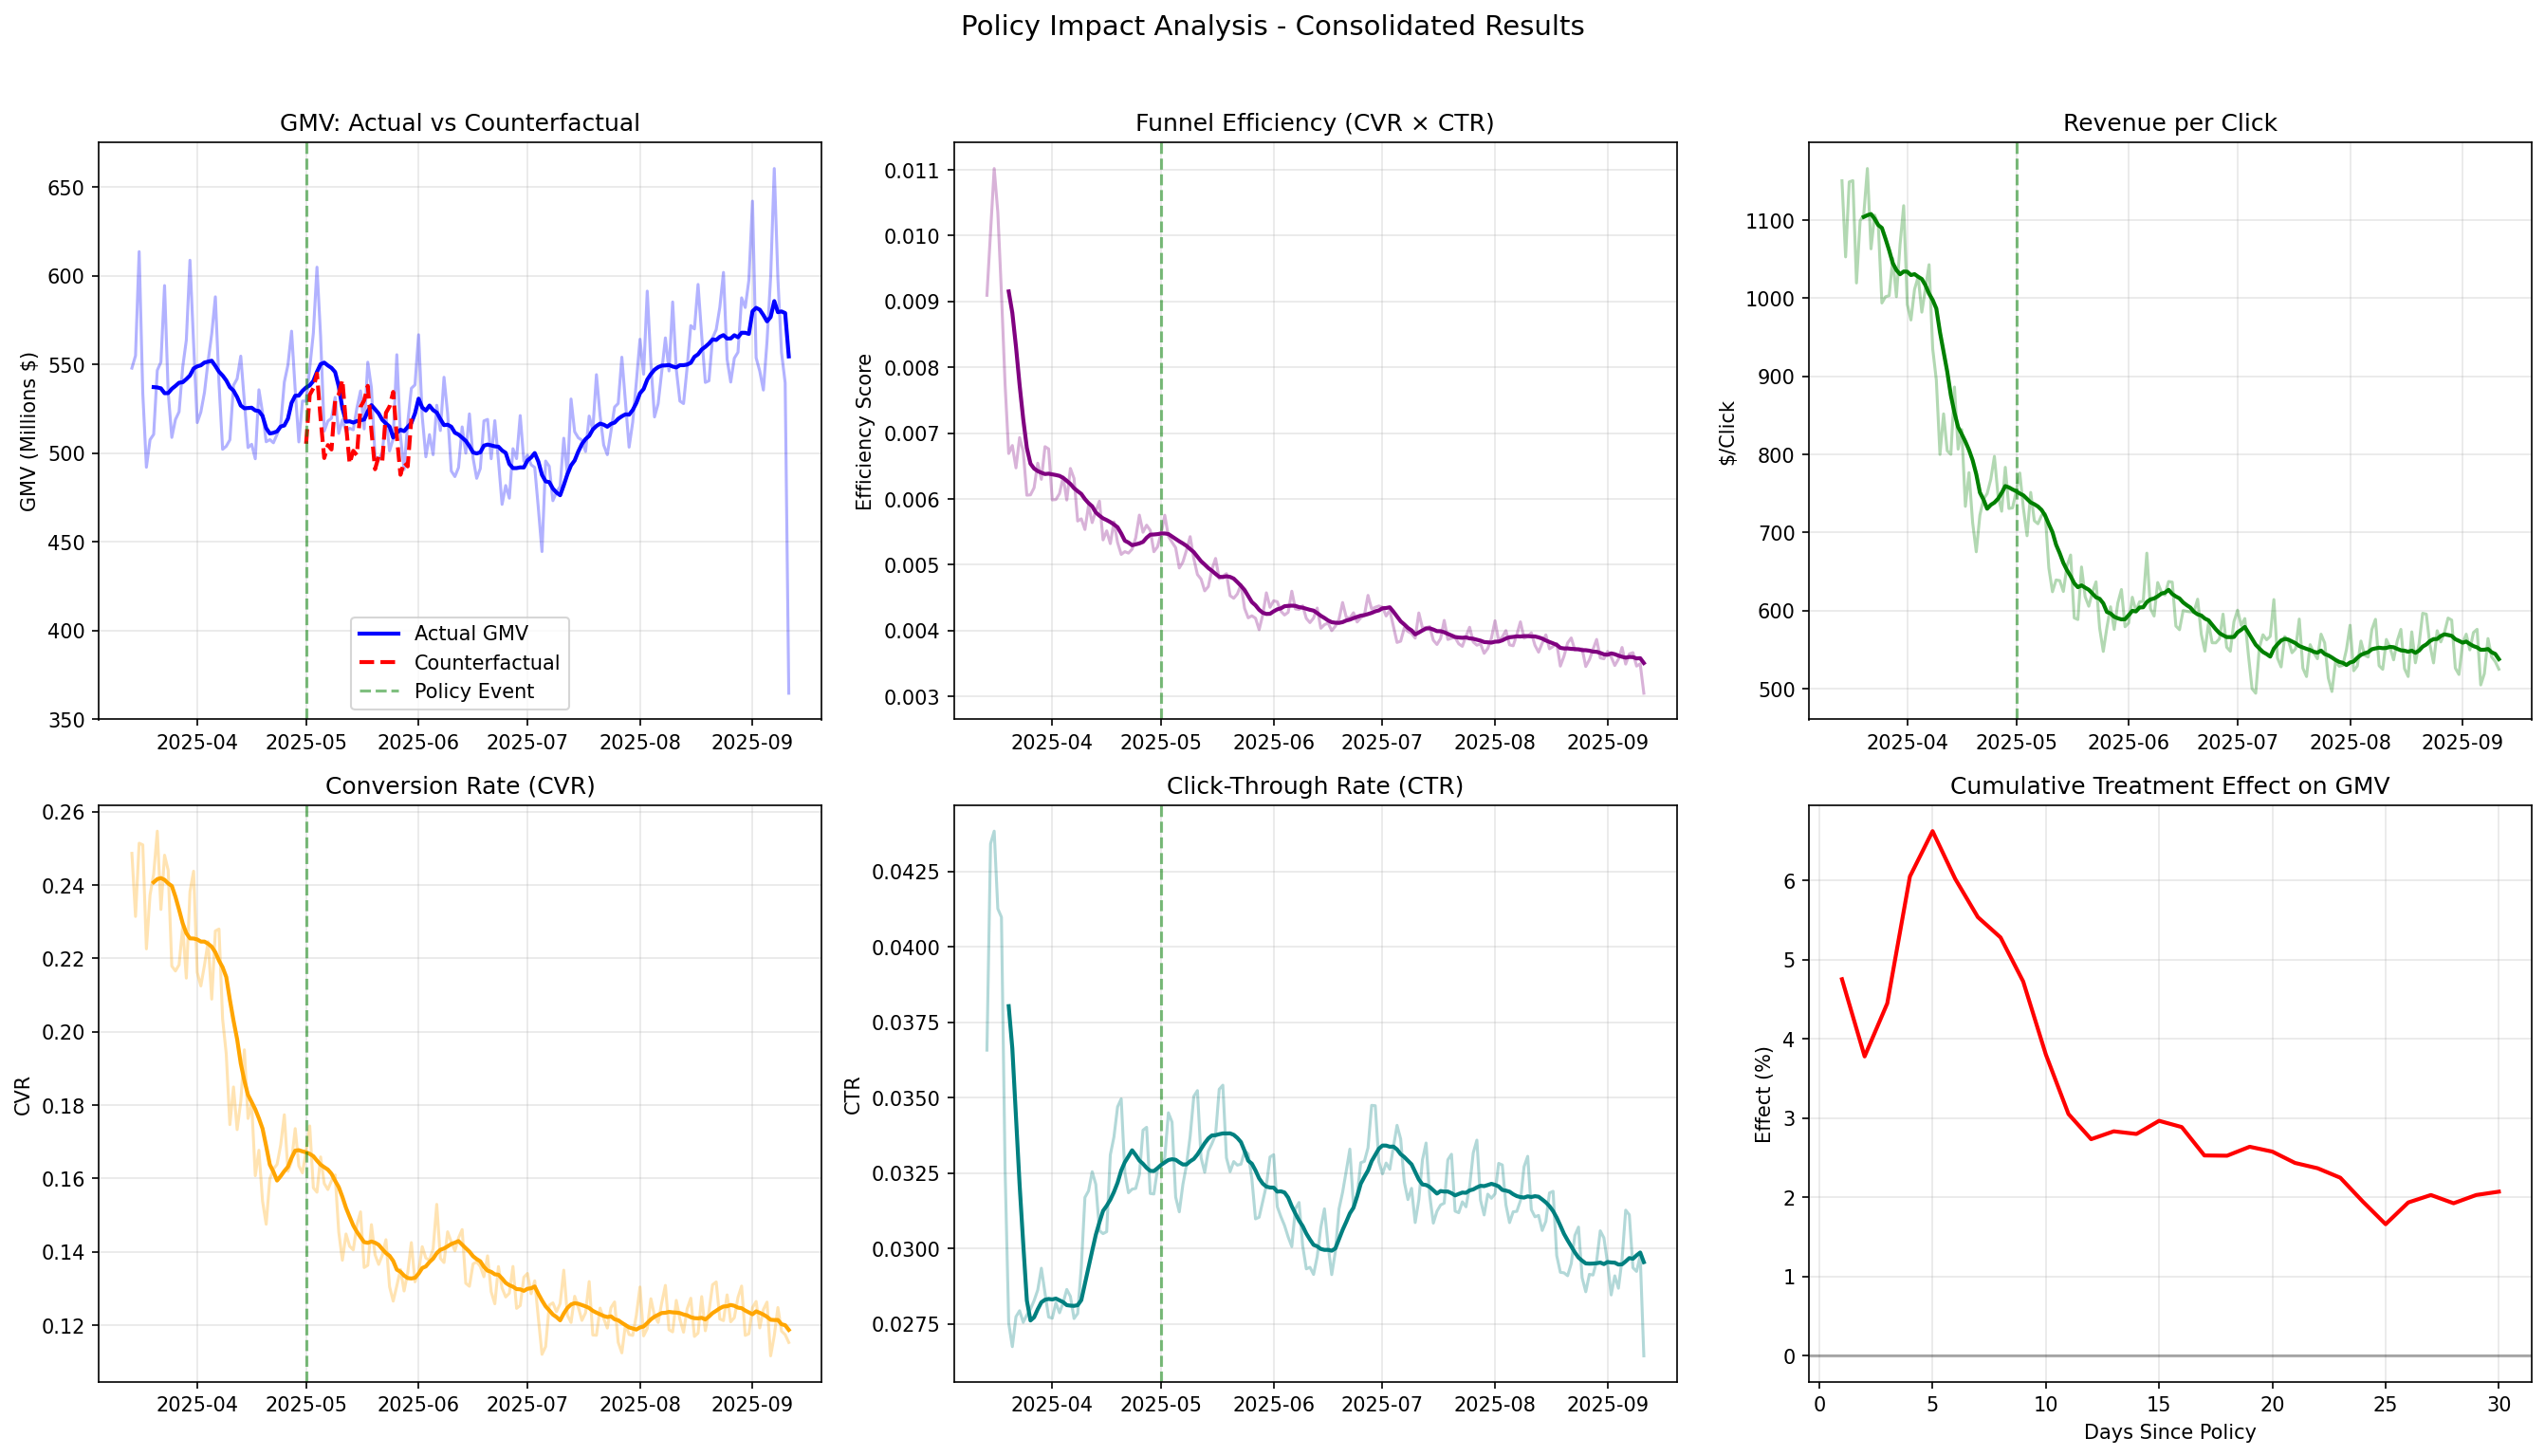 Policy Impact Analysis - Consolidated Results
GMV: Actual vs Counterfactual
GMV (Millions $)
650
600
550
500
450
400
350
Actual GMV
Counterfactual
Policy Event
2025-04 2025-05 2025-06 2025-07 2025-08 2025-09
Funnel Efficiency (CVR × CTR)
Efficiency Score
0.011
0.010
0.009
0.008
0.007
0.006
0.005
0.004
0.003
2025-04 2025-05 2025-06 2025-07 2025-08 2025-09
Revenue per Click
$/Click
1100
1000
900
800
700
600
500
2025-04 2025-05 2025-06 2025-07 2025-08 2025-09
Conversion Rate (CVR)
CVR
0.26
0.24
0.22
0.20
0.18
0.16
0.14
0.12
2025-04 2025-05 2025-06 2025-07 2025-08 2025-09
Click-Through Rate (CTR)
CTR
0.0425
0.0400
0.0375
0.0350
0.0325
0.0300
0.0275
2025-04 2025-05 2025-06 2025-07 2025-08 2025-09
Cumulative Treatment Effect on GMV
Effect (%)
6
5
4
3
2
1
0
0 5 10 15 20 25 30
Days Since Policy